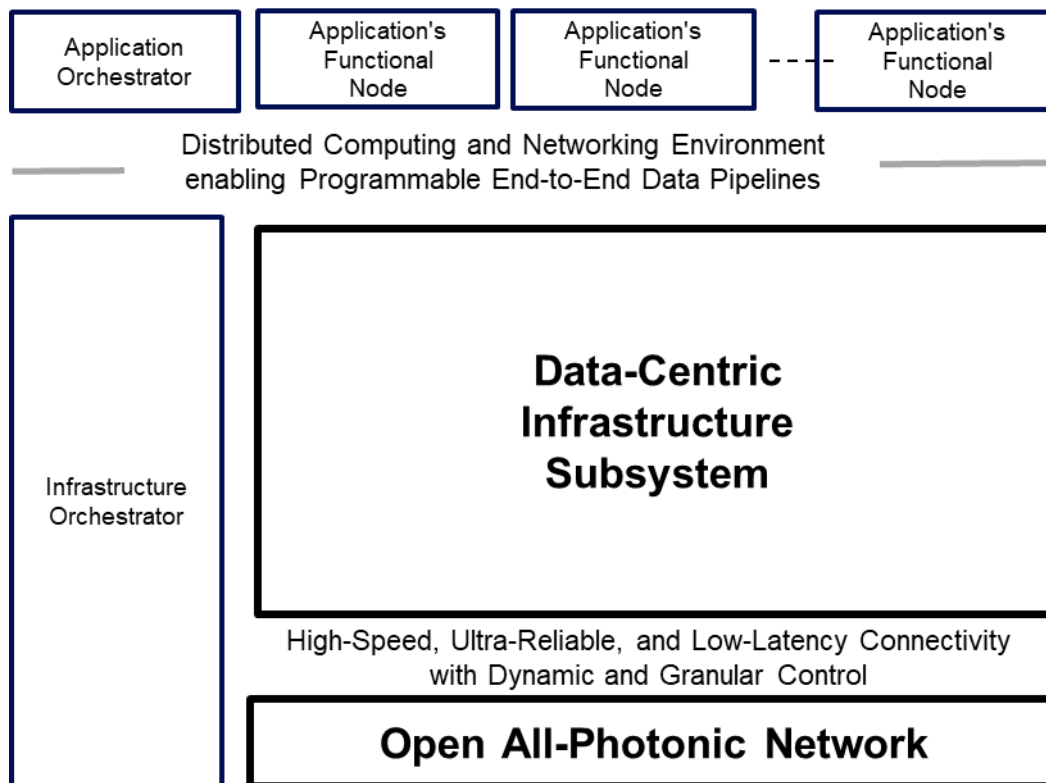 Application
Orchestrator
Application's
Functional
Node
Application's
Functional
Node
Application's
Functional
Node
Distributed Computing and Networking Environment
enabling Programmable End-to-End Data Pipelines
Infrastructure
Orchestrator
Data-Centric
Infrastructure
Subsystem
High-Speed, Ultra-Reliable, and Low-Latency Connectivity
with Dynamic and Granular Control
Open All-Photonic Network